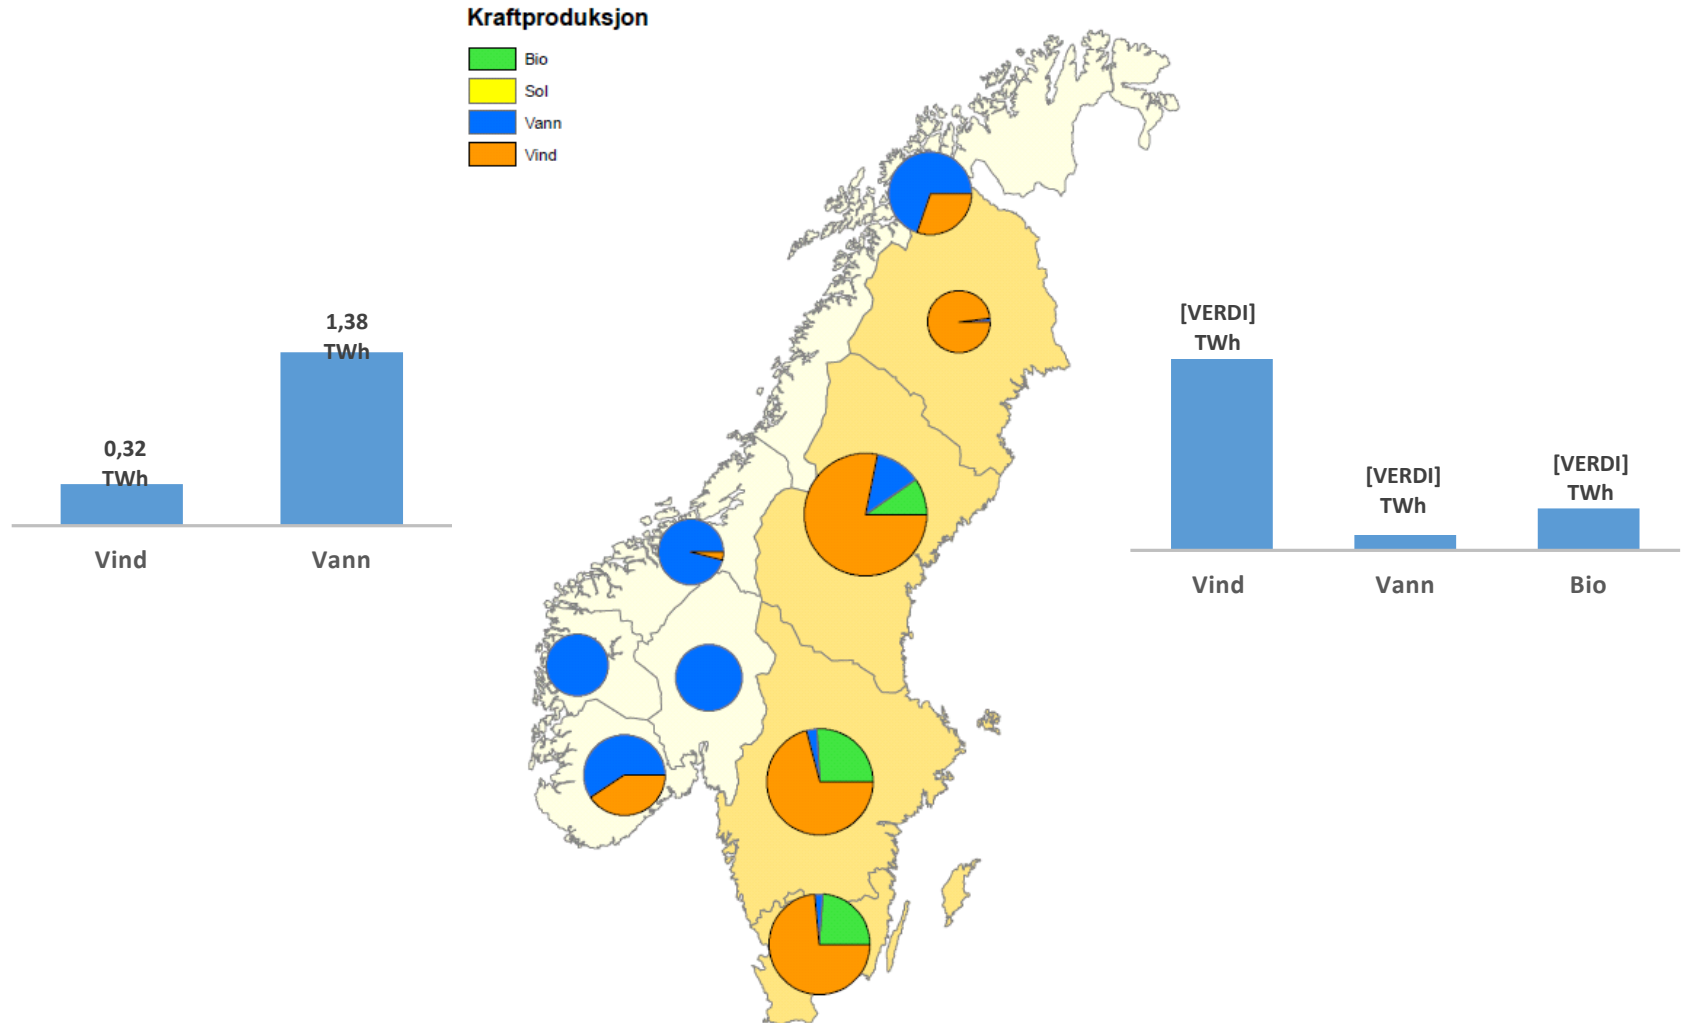 Kraftproduksjon
Bio
Sol
Vann
Vind
1,38
TWh
0,32
TWh
Vind
Vann
[VERDI]
TWh
[VERDI]
TWh
[VERDI]
TWh
Vind
Vann
Bio